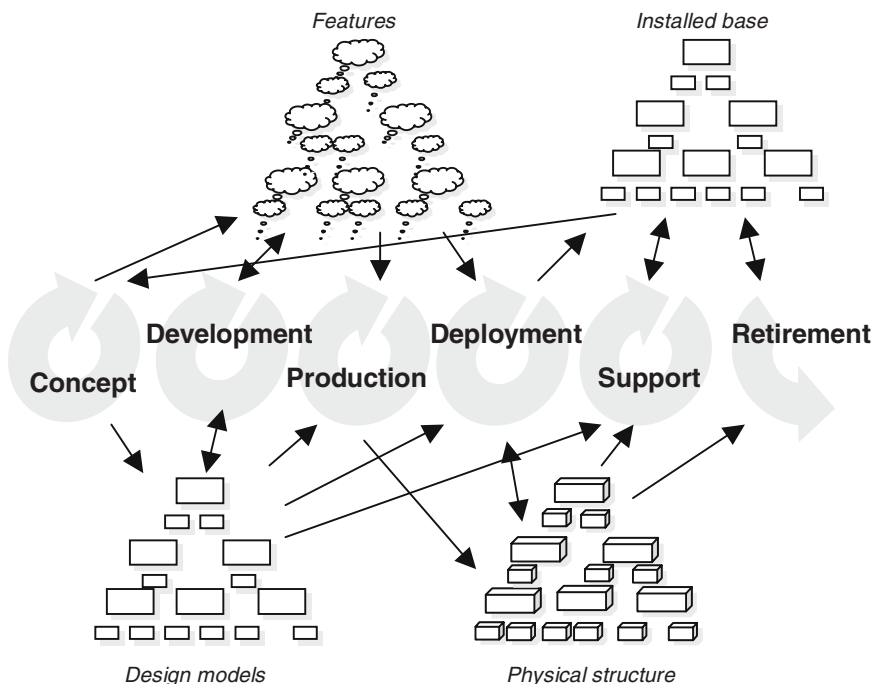 Features
Installed base
Development
Deployment
Retirement
Concept
Production
Support
Design models
Physical structure